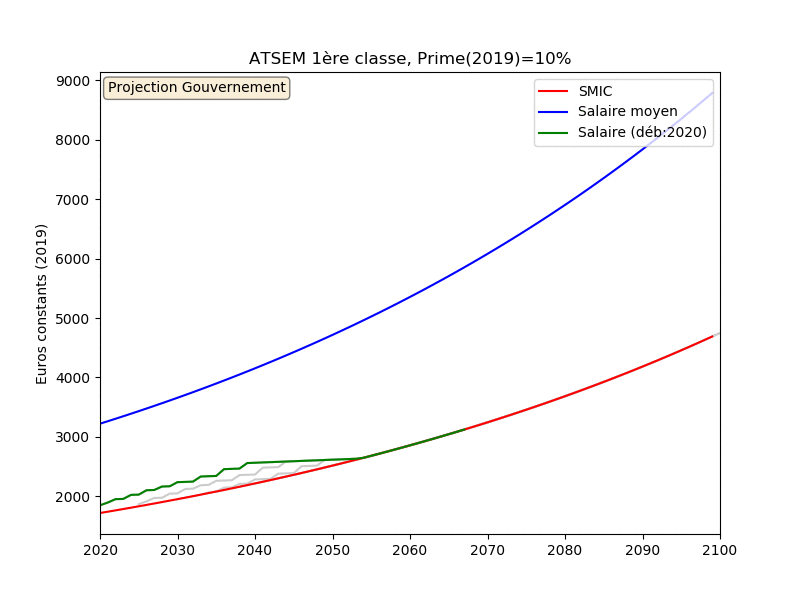 ATSEM 1ère classe, Prime(2019)=10%
Projection Gouvernement
SMIC
Salaire moyen
Salaire (déb:2020)
Euros constants (2019)
9000
8000
7000
6000
5000
4000
3000
2000
2020 2030 2040 2050 2060 2070 2080 2090 2100